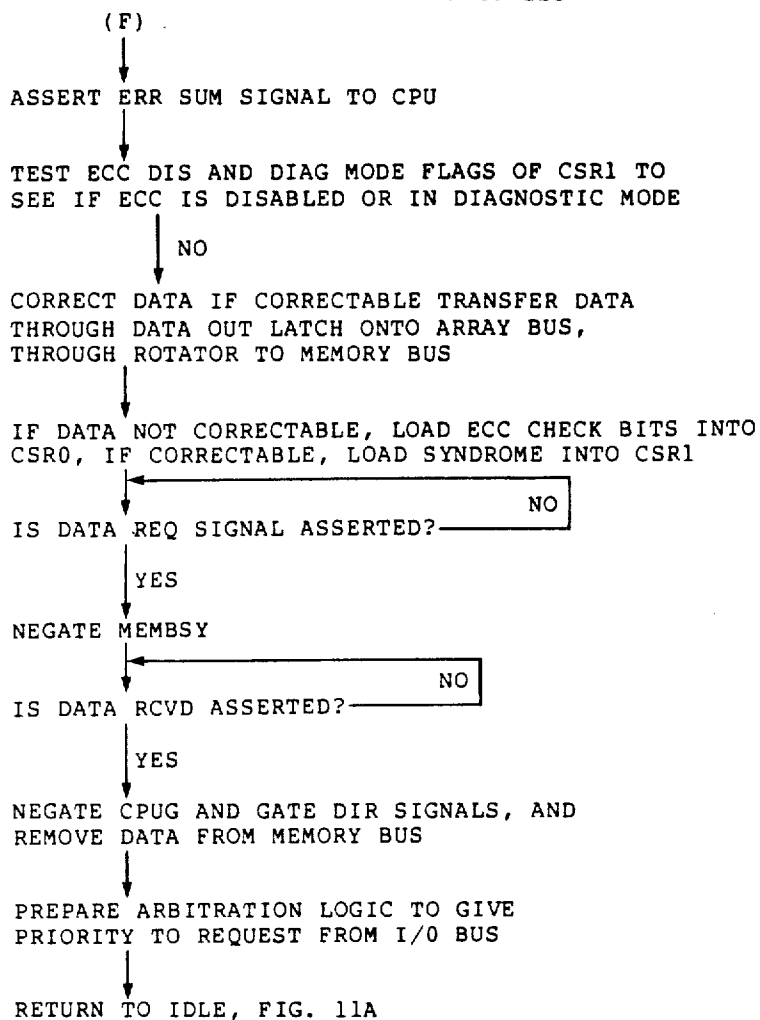 (F)
ASSERT ERR SUM SIGNAL TO CPU
TEST ECC DIS AND DIAG MODE FLAGS OF CSR1 TO
SEE IF ECC IS DISABLED OR IN DIAGNOSTIC MODE
NO
CORRECT DATA IF CORRECTABLE TRANSFER DATA
THROUGH DATA OUT LATCH ONTO ARRAY BUS,
THROUGH ROTATOR TO MEMORY BUS
IF DATA NOT CORRECTABLE, LOAD ECC CHECK BITS INTO
CSR0, IF CORRECTABLE, LOAD SYNDROME INTO CSR1
NO
IS DATA REQ SIGNAL ASSERTED?
YES
NEGATE MEMBSY
NO
IS DATA RCVD ASSERTED?
YES
NEGATE CPUG AND GATE DIR SIGNALS, AND
REMOVE DATA FROM MEMORY BUS
PREPARE ARBITRATION LOGIC TO GIVE
PRIORITY TO REQUEST FROM I/O BUS
RETURN TO IDLE, FIG. 11A